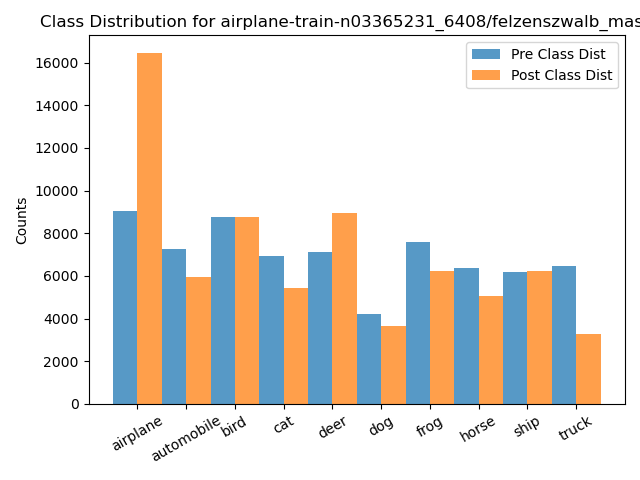 Class Distribution for airplane-train-n03365231_6408/felzenszwalb_mas
Pre Class Dist
Post Class Dist
Counts
16000
14000
12000
10000
8000
6000
4000
2000
0
airplane
automobile
bird
cat
deer
dog
frog
horse
ship
truck